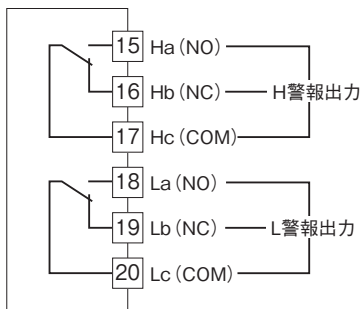 15 Ha (NO)
16 Hb (NC) H警報出力
17 Hc (COM)
18 La (NO)
19 Lb (NC) L警報出力
20 Lc (COM)